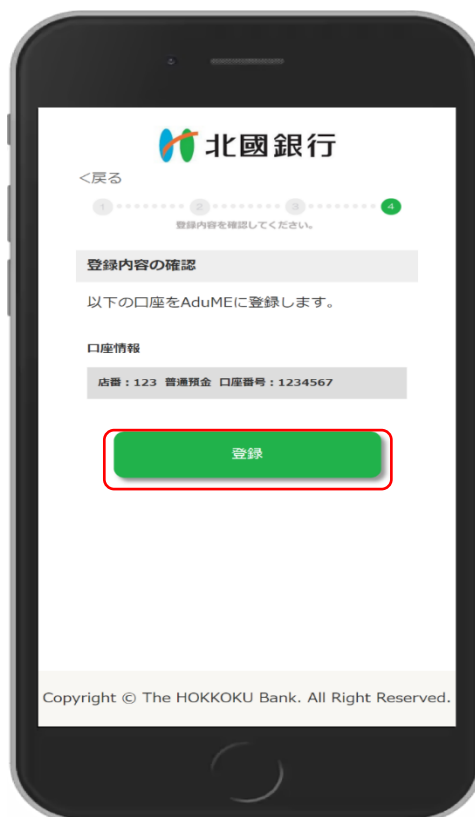 北國銀行
<戻る
1 2 3 4
登録内容を確認してください。
登録内容の確認
以下の口座をAduMEに登録します。
口座情報
店番：123 普通預金 口座番号：1234567
登録
Copyright © The HOKKOKU Bank. All Right Reserved.